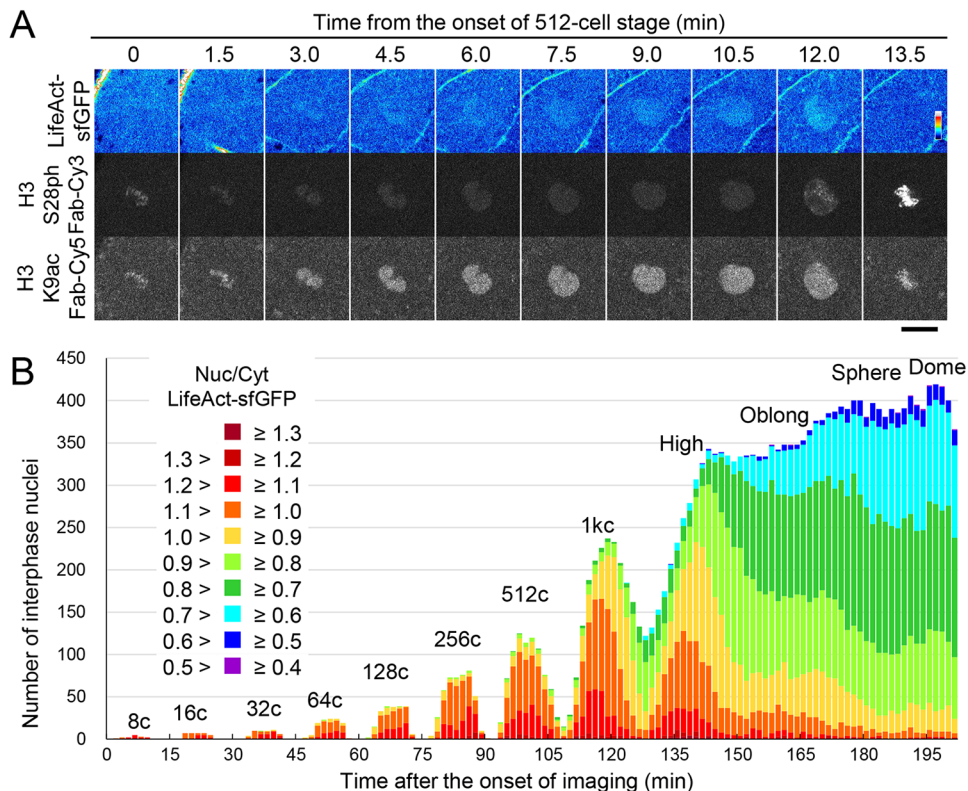 A
Time from the onset of 512-cell stage (min)
0 1.5 3.0 4.5 6.0 7.5 9.0 10.5 12.0 13.5
LifeAct-
sfGFP
H3
S28ph
Fab-Cy3
H3
K9ac
Fab-Cy5
B
Nuc/Cyt
LifeAct-sfGFP
≥ 1.3
1.3 > ≥ 1.2
1.2 > ≥ 1.1
1.1 > ≥ 1.0
1.0 > ≥ 0.9
0.9 > ≥ 0.8
0.8 > ≥ 0.7
0.7 > ≥ 0.6
0.6 > ≥ 0.5
0.5 > ≥ 0.4
Number of interphase nuclei
450
400
350
300
250
200
150
100
50
0
8c 16c 32c 64c 128c 256c 512c 1kc High Oblong Sphere Dome
0 15 30 45 60 75 90 105 120 135 150 165 180 195
Time after the onset of imaging (min)